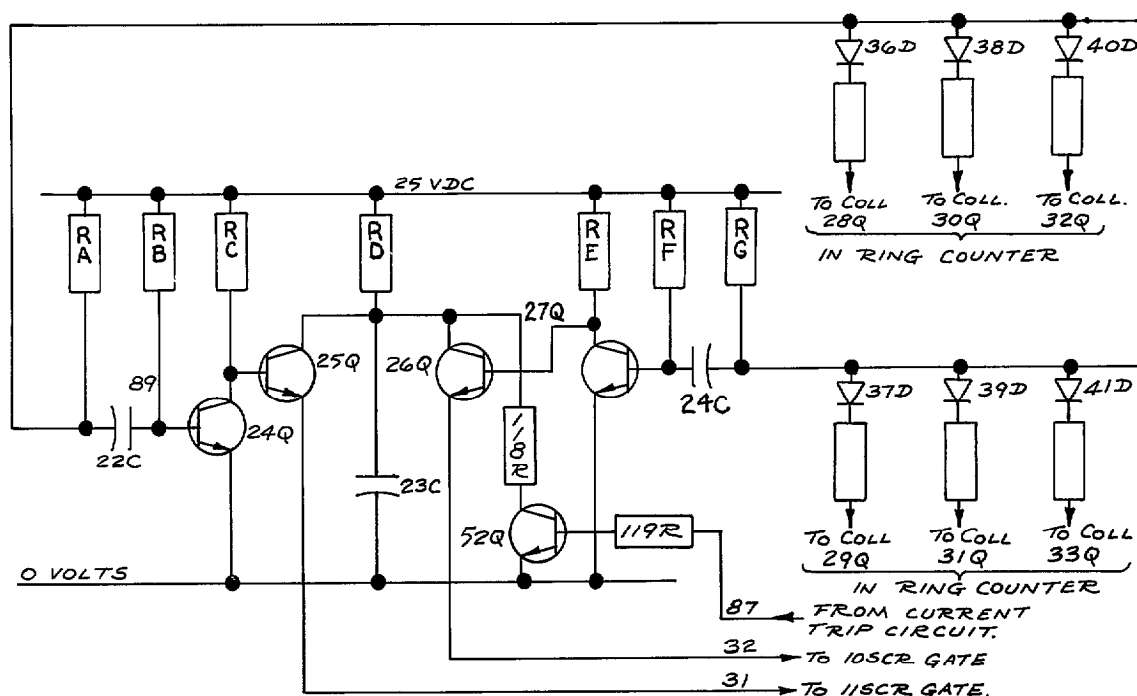 36D
38D
40D
25 VDC
TO COLL
28Q
TO COLL.
30Q
TO COLL.
32Q
IN RING COUNTER
RA
RB
RC
RD
RE
RF
RG
27Q
25Q
26Q
89
24Q
22C
24C
37D
39D
41D
118R
23C
52Q
119R
TO COLL
29Q
TO COLL
31Q
TO COLL
33Q
0 VOLTS
IN RING COUNTER
87
FROM CURRENT
TRIP CIRCUIT.
32
TO 10SCR GATE
31
TO 11SCR GATE.